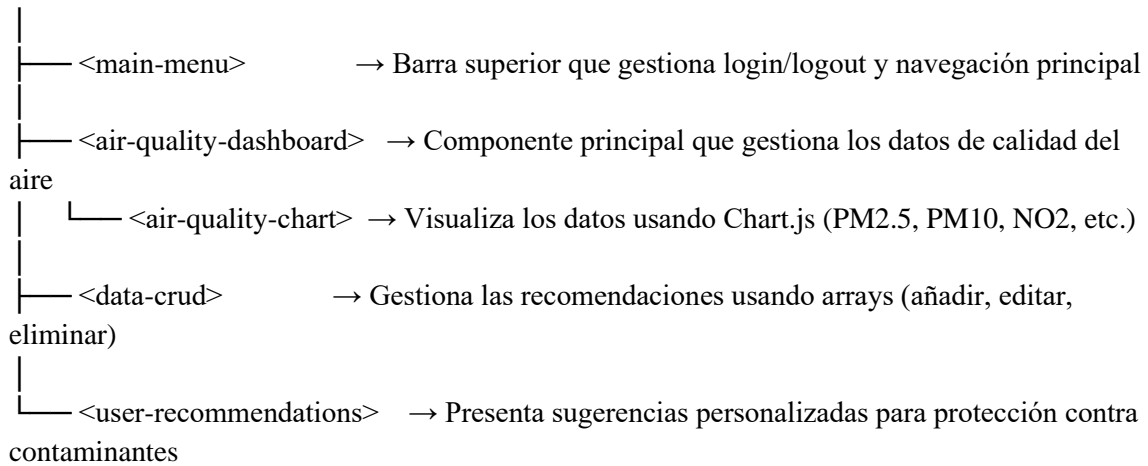 <main-menu> → Barra superior que gestiona login/logout y navegación principal
<air-quality-dashboard> → Componente principal que gestiona los datos de calidad del
aire
<air-quality-chart> → Visualiza los datos usando Chart.js (PM2.5, PM10, NO2, etc.)
<data-crud> → Gestiona las recomendaciones usando arrays (añadir, editar,
eliminar)
<user-recommendations> → Presenta sugerencias personalizadas para protección contra
contaminantes